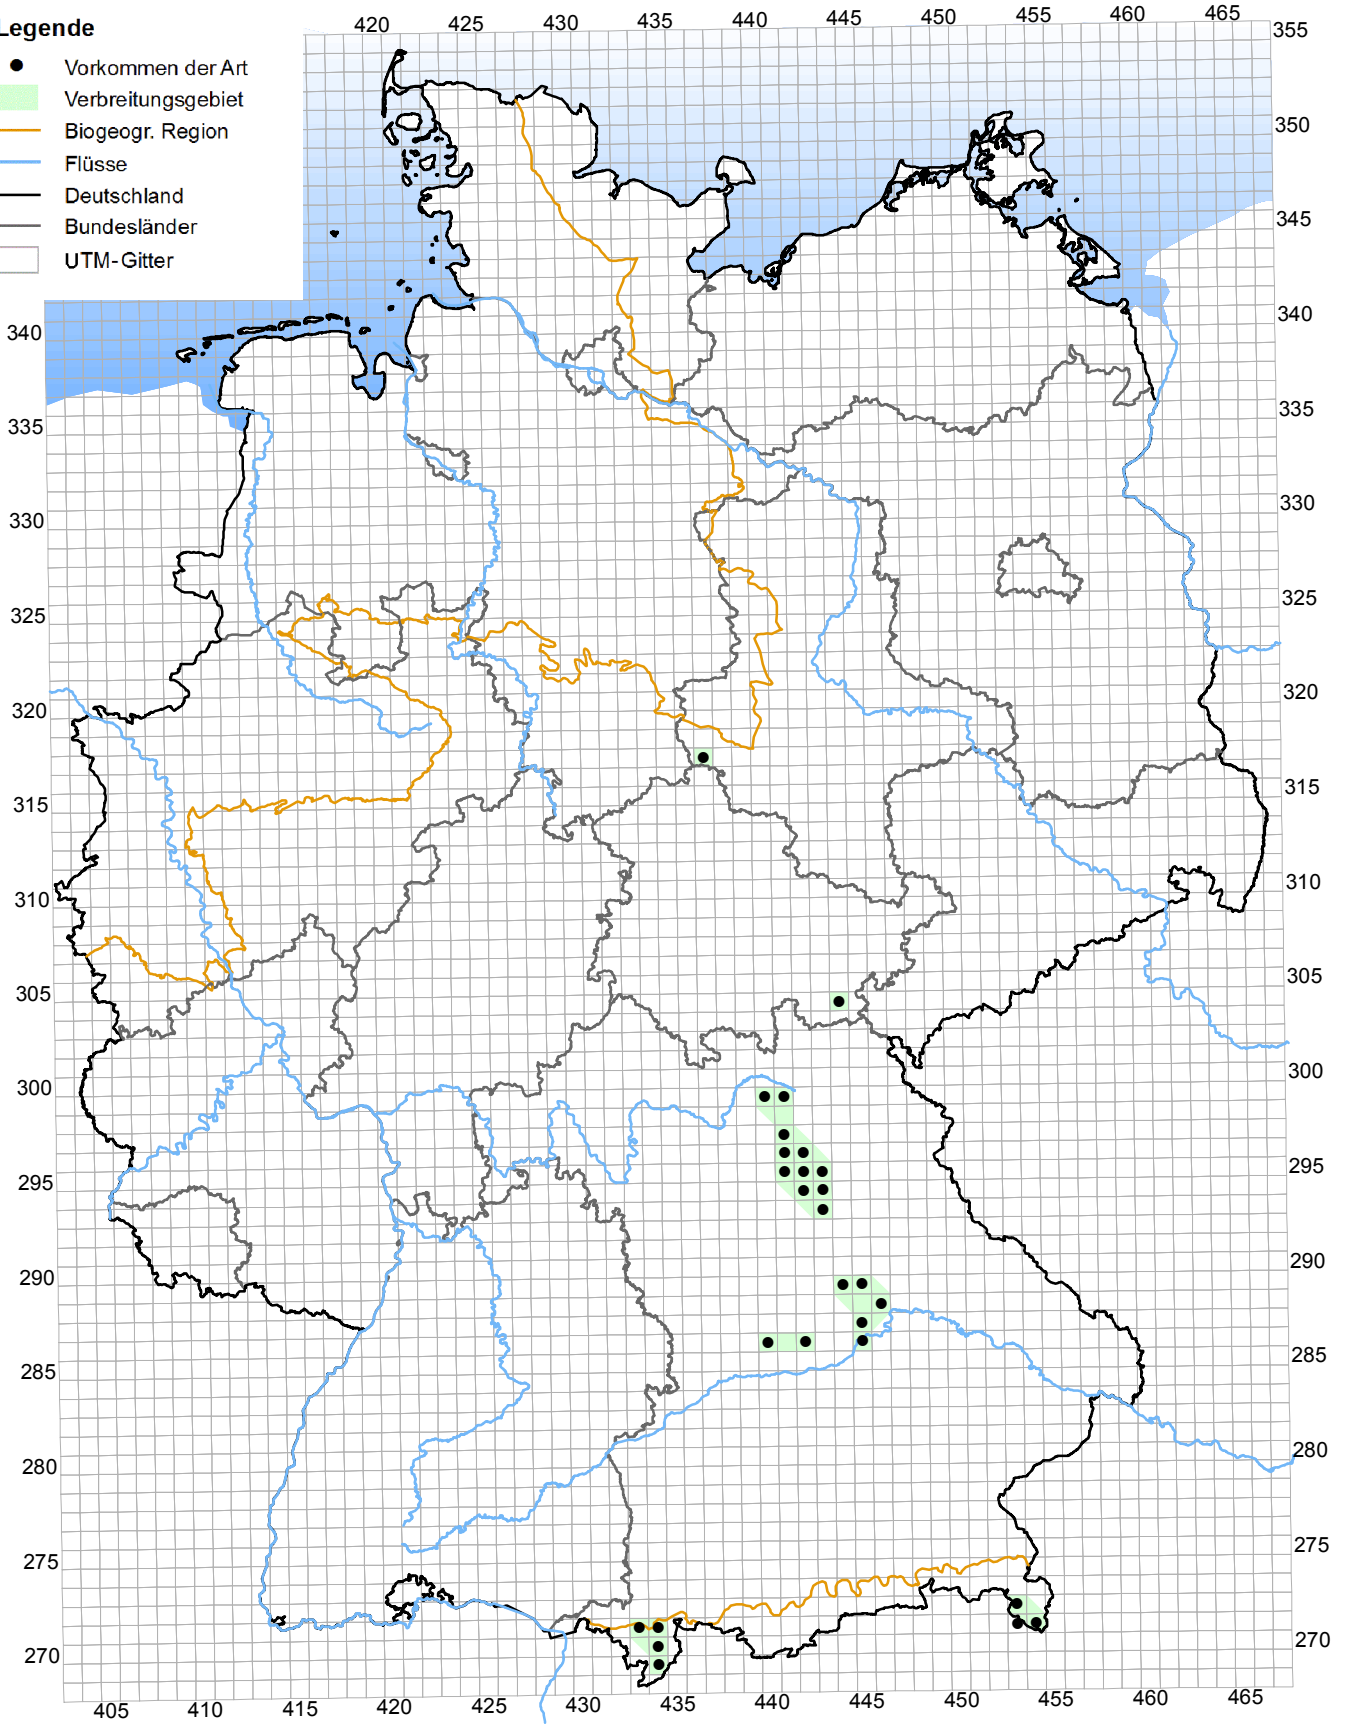 Legende
Vorkommen der Art
Verbreitungsgebiet
Biogeogr. Region
Flüsse
Deutschland
Bundesländer
UTM-Gitter
420 425 430 435 440 445 450 455 460 465
355
350
345
340 340
335 335
330 330
325 325
320 320
315 315
310 310
305 305
300 300
295 295
290 290
285 285
280 280
275 275
270 270
405 410 415 420 425 430 435 440 445 450 455 460 465